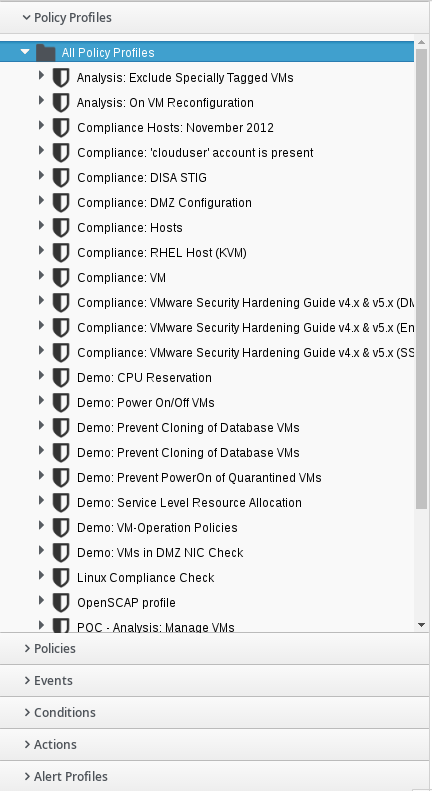 Policy Profiles
All Policy Profiles
Analysis: Exclude Specially Tagged VMs
Analysis: On VM Reconfiguration
Compliance Hosts: November 2012
Compliance: 'clouduser' account is present
Compliance: DISA STIG
Compliance: DMZ Configuration
Compliance: Hosts
Compliance: RHEL Host (KVM)
Compliance: VM
Compliance: VMware Security Hardening Guide v4.x & v5.x (DM
Compliance: VMware Security Hardening Guide v4.x & v5.x (En
Compliance: VMware Security Hardening Guide v4.x & v5.x (SS
Demo: CPU Reservation
Demo: Power On/Off VMs
Demo: Prevent Cloning of Database VMs
Demo: Prevent Cloning of Database VMs
Demo: Prevent PowerOn of Quarantined VMs
Demo: Service Level Resource Allocation
Demo: VM-Operation Policies
Demo: VMs in DMZ NIC Check
Linux Compliance Check
OpenSCAP profile
POC - Analysis: Manage VMs
Policies
Events
Conditions
Actions
Alert Profiles